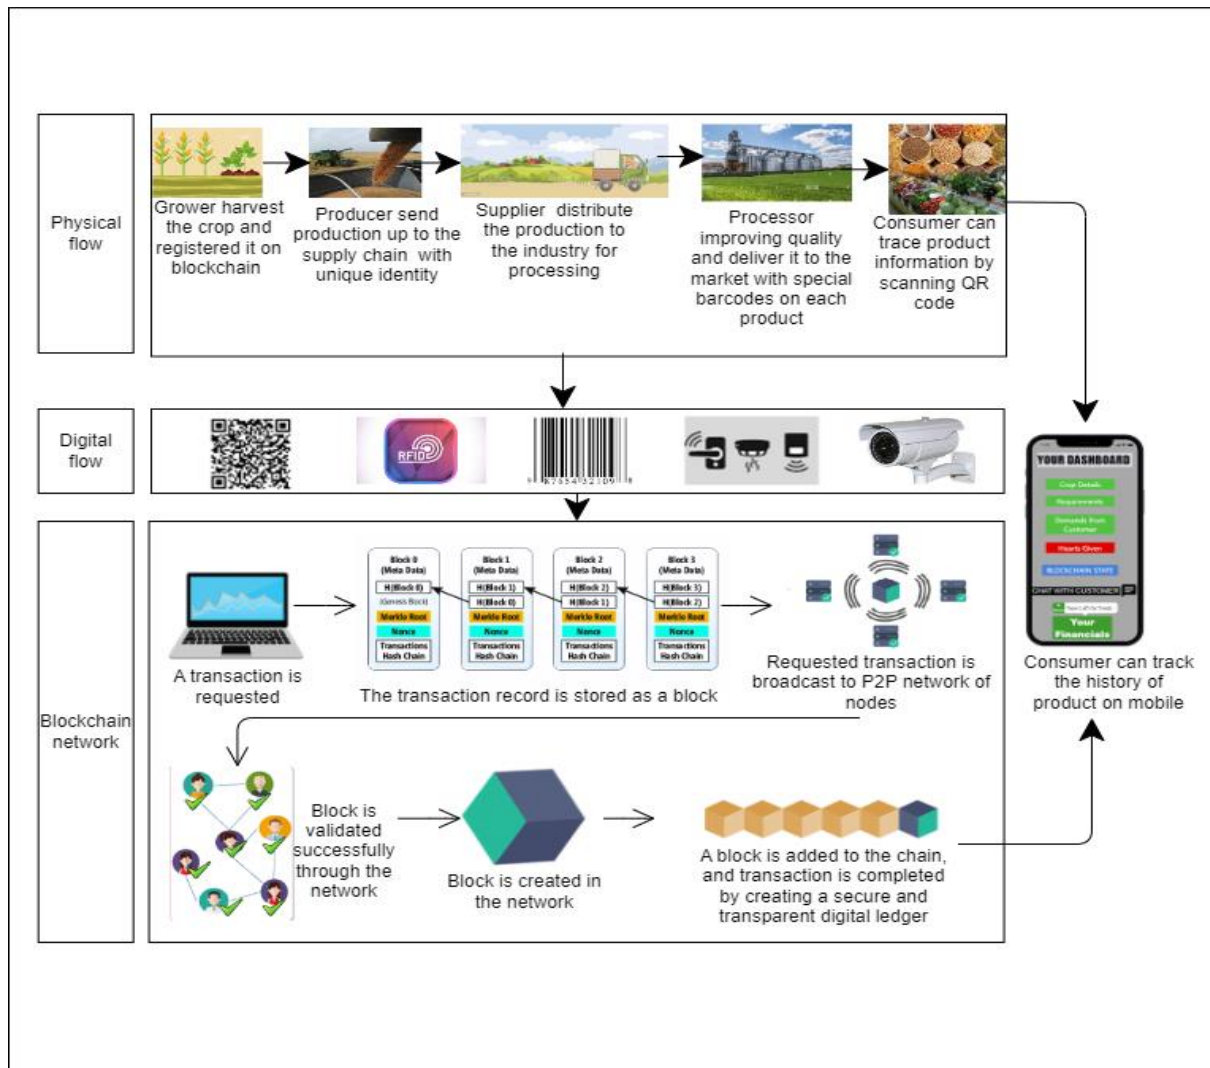 Physical
flow
Grower harvest
the crop and
registered it on
blockchain
Producer send
production up to the
supply chain with
unique identity
Supplier distribute
the production to
the industry for
processing
Processor
improving quality
and deliver it to the
market with special
barcodes on each
product
Consumer can
trace product
information by
scanning QR
code
Digital
flow
RFID
9 87654 32109 8
Blockchain
network
A transaction is
requested
Block 0
(Meta Data)
H(Block 0)
(Genesis Block)
Merkle Root
Nonce
Transactions
Hash Chain
Block 1
(Meta Data)
H(Block 1)
H(Block 0)
Merkle Root
Nonce
Transactions
Hash Chain
Block 2
(Meta Data)
H(Block 2)
H(Block 1)
Merkle Root
Nonce
Transactions
Hash Chain
Block 3
(Meta Data)
H(Block 3)
H(Block 2)
Merkle Root
Nonce
Transactions
Hash Chain
The transaction record is stored as a block
Requested transaction is
broadcast to P2P network of
nodes
Block is
validated
successfully
through the
network
Block is created in
the network
A block is added to the chain,
and transaction is completed
by creating a secure and
transparent digital ledger
YOUR DASHBOARD
Crop Details
Requirements
Demands from
Customer
Hearts Given
BLOCKCHAIN STATE
CHAT WITH CUSTOMER
Your
Financials
Consumer can track
the history of
product on mobile